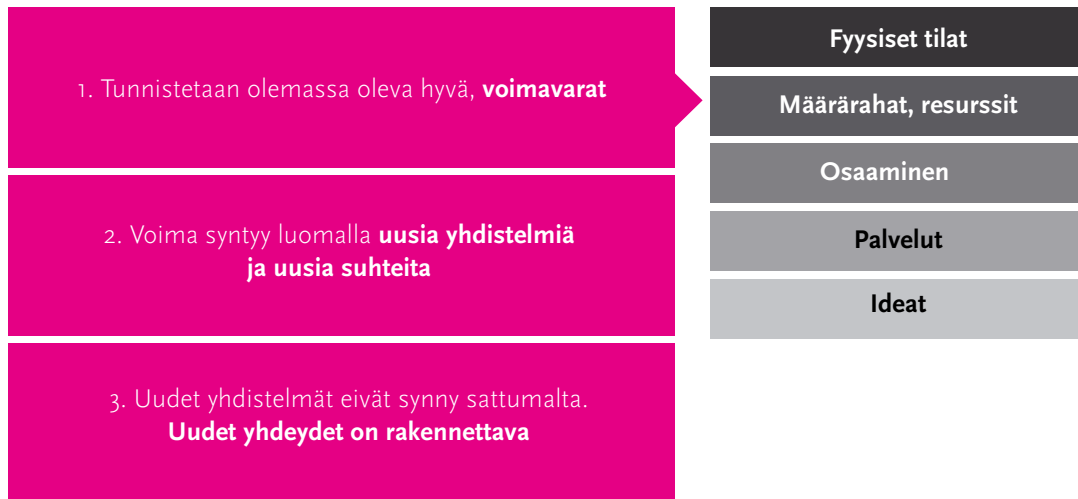 1. Tunnistetaan olemassa oleva hyvä, voimavarat
2. Voima syntyy luomalla uusia yhdistelmiä
ja uusia suhteita
3. Uudet yhdistelmät eivät synny sattumalta.
Uudet yhdeydet on rakennettava
Fyysiset tilat
Määrärahat, resurssit
Osaaminen
Palvelut
Ideat